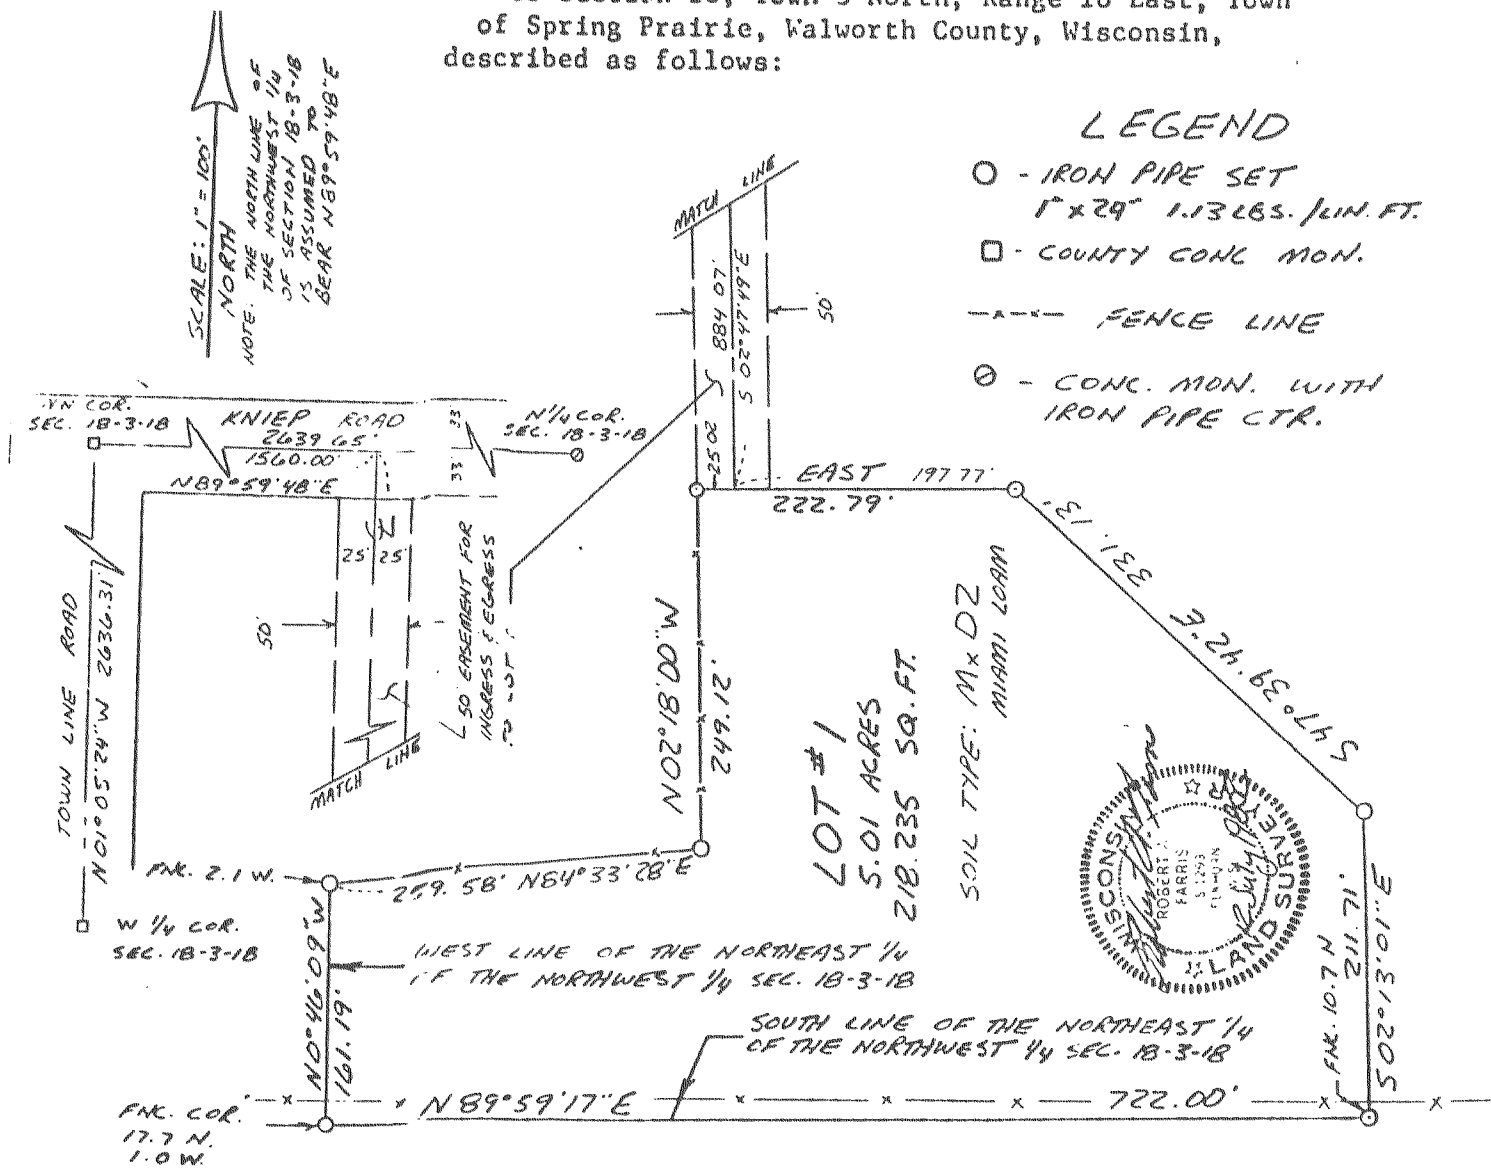 of Spring Prairie, Walworth County, Wisconsin,
described as follows:
SCALE: 1" = 100'
NORTH
NOTE: THE NORTH LINE OF
THE NORTHWEST 1/4
OF SECTION 18-3-18
IS ASSUMED TO
BEAR N89°59'48"E
LEGEND
- IRON PIPE SET
1" x 24" 1.13 LBS./LIN. FT.
- COUNTY CONC MON.
-x--x-- FENCE LINE
- CONC. MON. WITH
IRON PIPE CTR.
MATCH LINE
884.07'
S 02°47'49"E
50'
25.02
COR.
SEC. 18-3-18
KNIEP ROAD
2639.65'
1560.00'
N89°59'48"E
33' 33'
N 1/4 COR.
SEC. 18-3-18
25' 25'
50'
MATCH LINE
50' EASEMENT FOR
INGRESS & EGRESS
TOWN LINE ROAD
N01°05'24"W 2636.31'
W 1/4 COR.
SEC. 18-3-18
EAST 197.77'
222.79'
331.13'
S47°39'42"E
N02°18'00"W
249.12'
LOT #1
5.01 ACRES
218.235 SQ. FT.
SOIL TYPE: MxD2
MIAMI LOAM
WISCONSIN
ROBERT J.
FARRIS
S-1293
ELKHORN
WIS.
LAND SURVEYOR
FNC. 2.1 W.
259.58' N84°33'28"E
N0°46'09"W
161.19'
WEST LINE OF THE NORTHEAST 1/4
OF THE NORTHWEST 1/4 SEC. 18-3-18
SOUTH LINE OF THE NORTHEAST 1/4
OF THE NORTHWEST 1/4 SEC. 18-3-18
FNC. 10.7 N
211.71'
S02°13'01"E
FNC. COR.
17.7 N.
1.0 W.
N89°59'17"E
722.00'